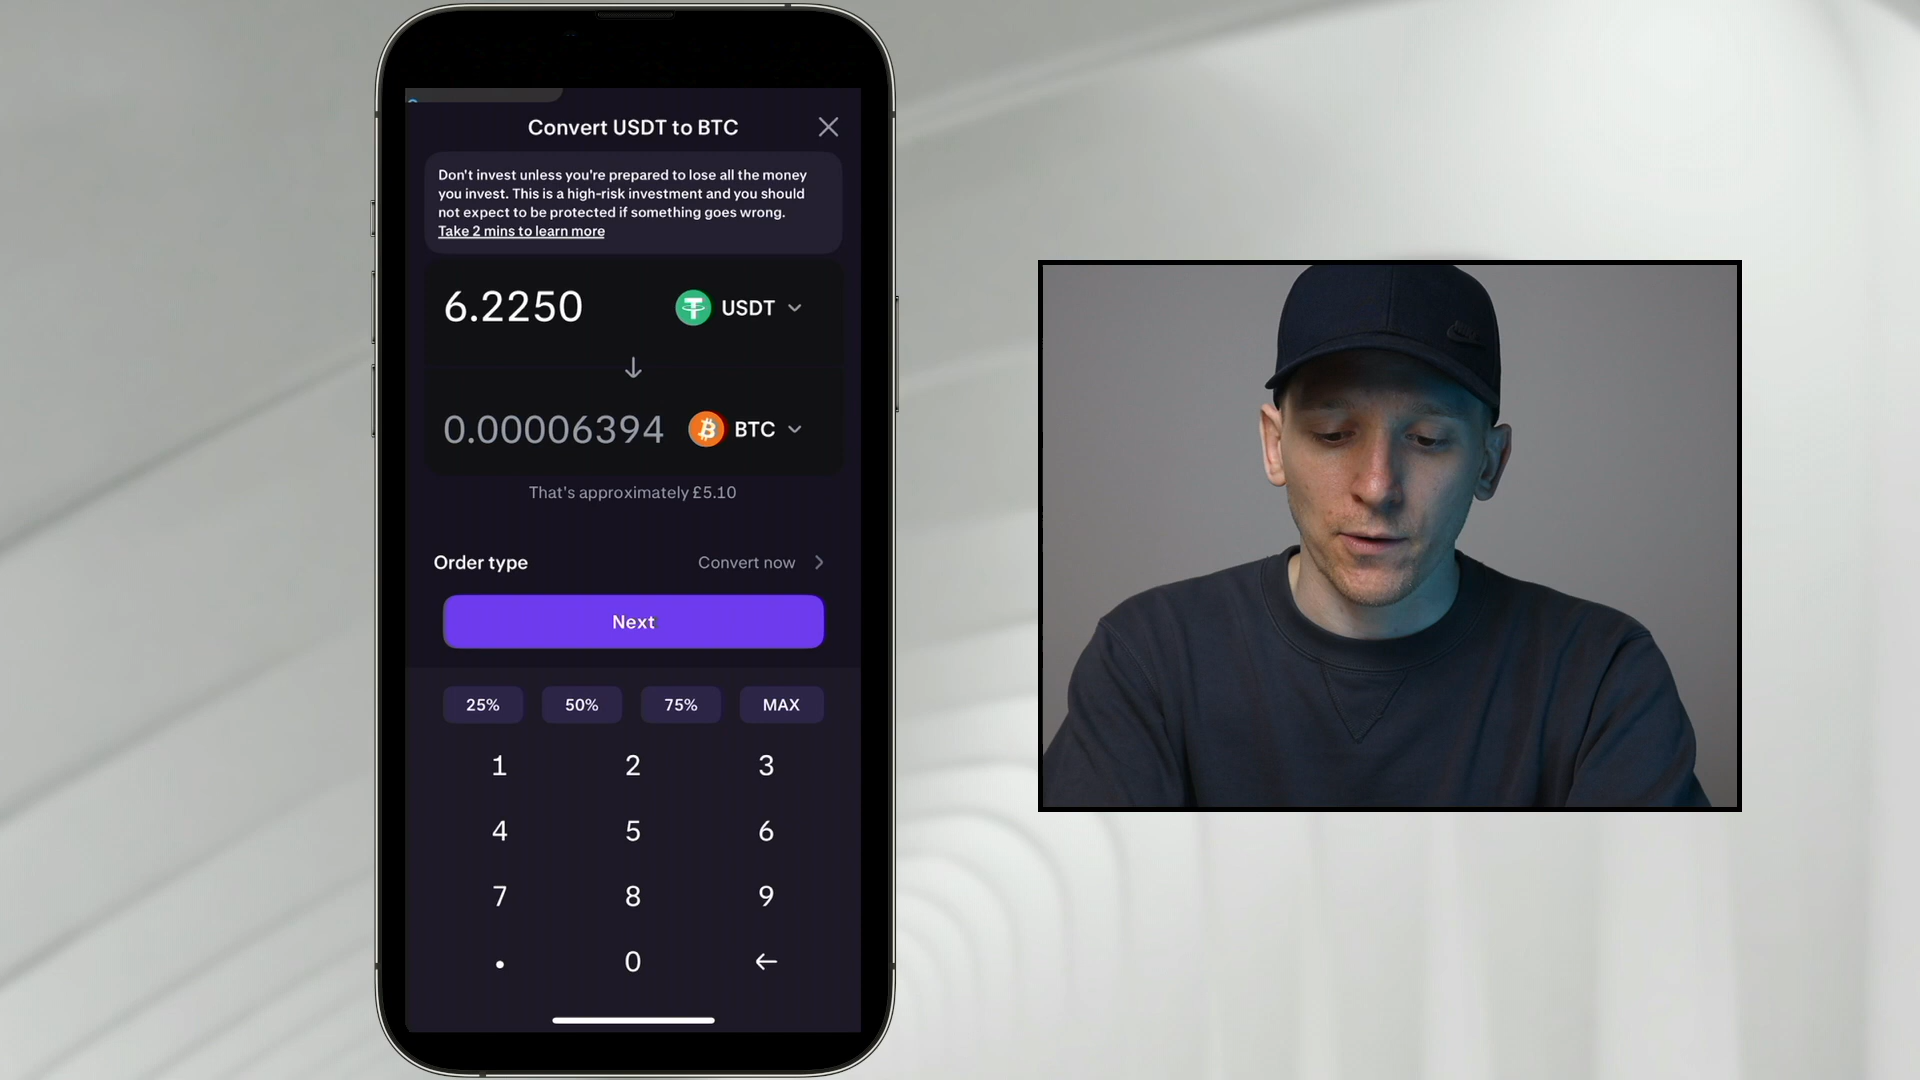 Convert USDT to BTC
Don't invest unless you're prepared to lose all the money
you invest. This is a high-risk investment and you should
not expect to be protected if something goes wrong.
Take 2 mins to learn more
6.2250 USDT
0.00006394 BTC
That's approximately £5.10
Order type Convert now
Next
25% 50% 75% MAX
1 2 3
4 5 6
7 8 9
. 0